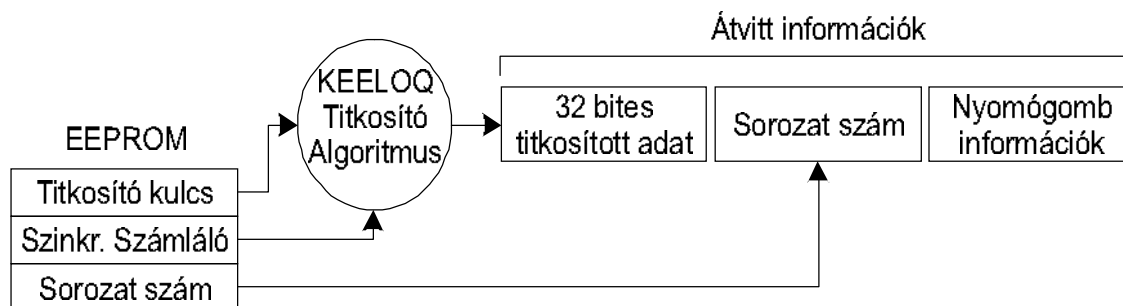 Átvitt információk
KEELOQ
Titkosító
Algoritmus
32 bites
titkosított adat
Sorozat szám
Nyomógomb
információk
EEPROM
Titkosító kulcs
Szinkr. Számláló
Sorozat szám